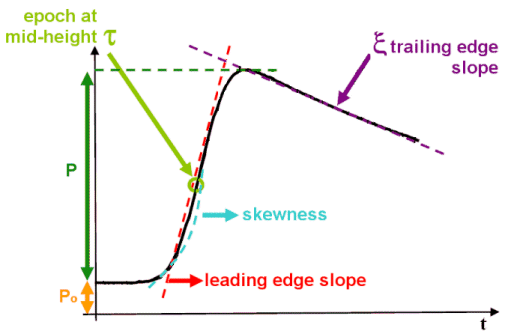 epoch at
mid-height τ
ξ trailing edge
slope
P
skewness
leading edge slope
Po
t